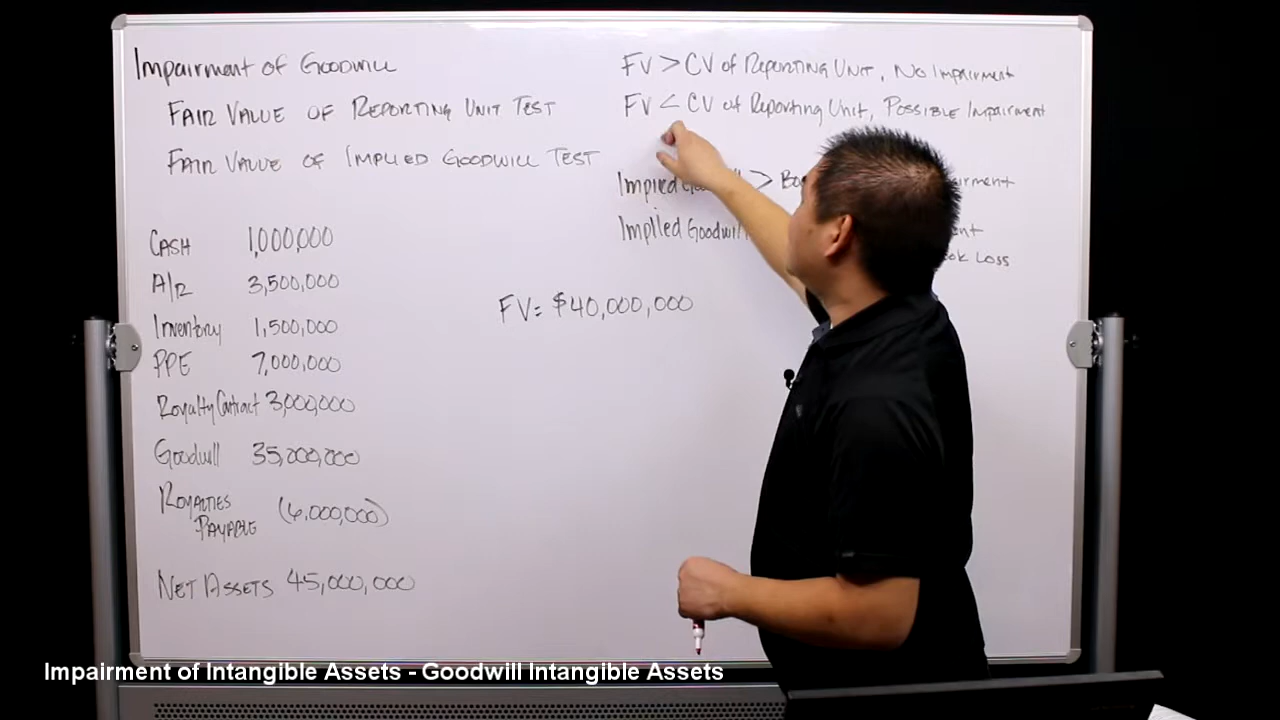 Impairment of Goodwill
Fair Value of Reporting Unit Test
Fair Value of Implied Goodwill Test
FV > CV of Reporting Unit, No Impairment
FV < CV of Reporting Unit, Possible Impairment
Implied >
Implied Goodwill
Loss
Cash 1,000,000
A/R 3,500,000
Inventory 1,500,000
PPE 7,000,000
Royalty Contract 3,000,000
Goodwill 35,000,000
Royalties
Payable (6,000,000)
Net Assets 45,000,000
FV= $40,000,000
Impairment of Intangible Assets - Goodwill Intangible Assets